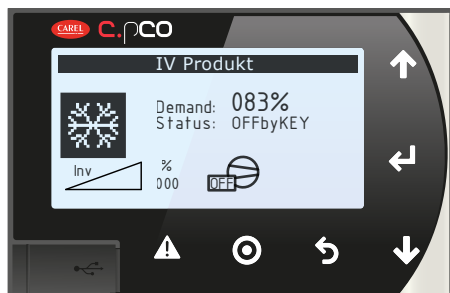 CAREL c.pCO
IV Produkt
Demand: 083%
Status: OFFbyKEY
Inv % 000
OFF